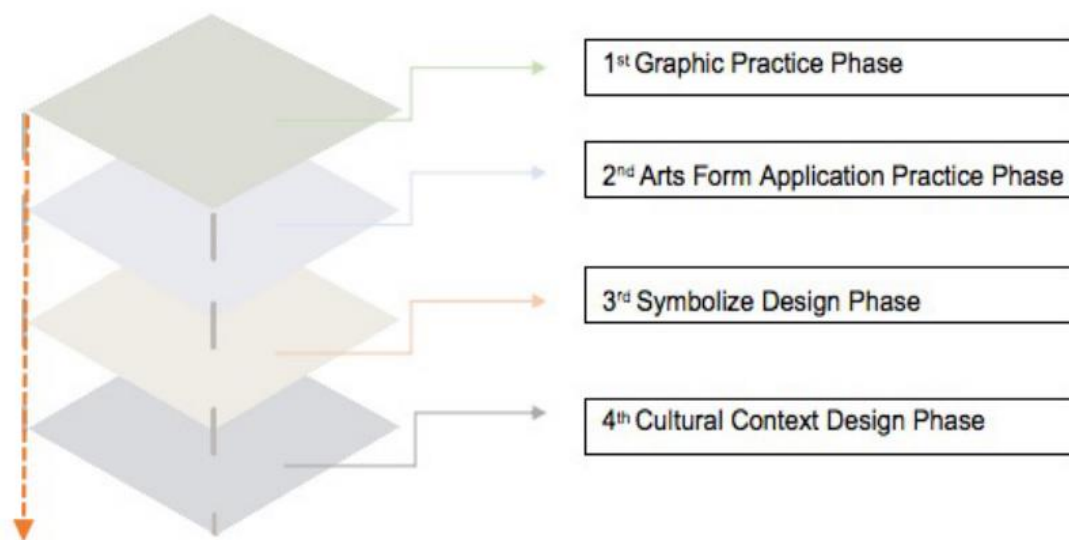 1st Graphic Practice Phase
2nd Arts Form Application Practice Phase
3rd Symbolize Design Phase
4th Cultural Context Design Phase